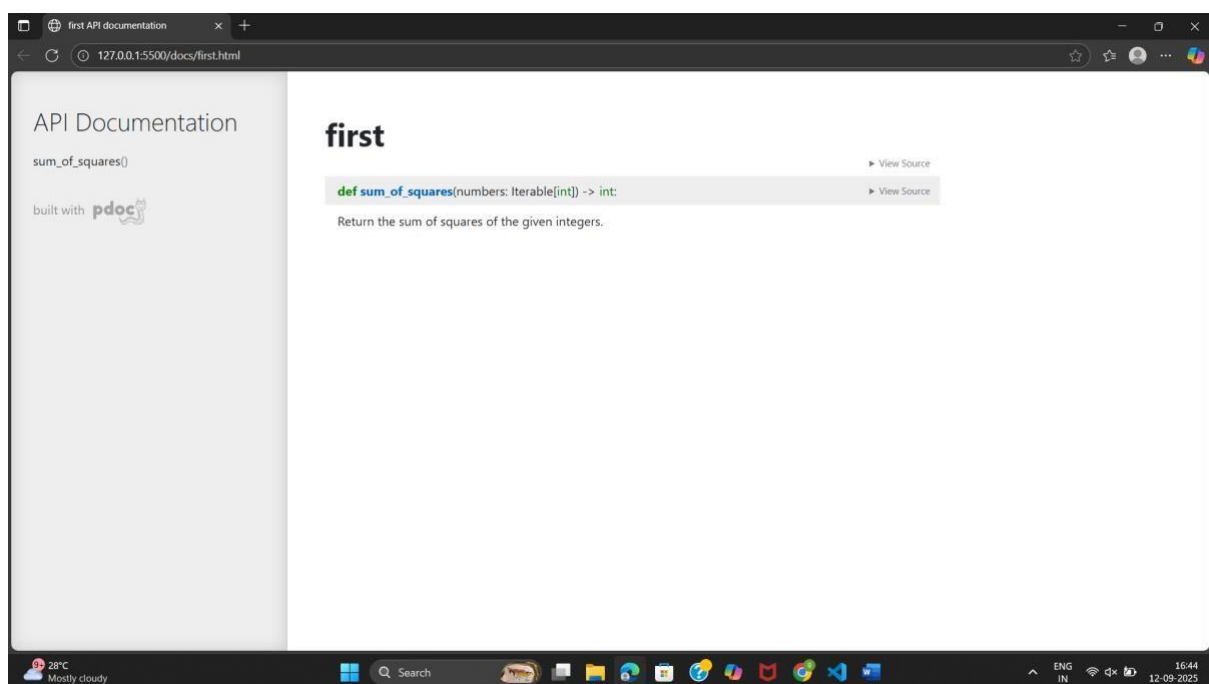 first API documentation
127.0.0.1:5500/docs/first.html
API Documentation
sum_of_squares()
built with pdoc
first
View Source
def sum_of_squares(numbers: Iterable[int]) -> int:
View Source
Return the sum of squares of the given integers.
9+
28°C
Mostly cloudy
Search
ENG
IN
16:44
12-09-2025